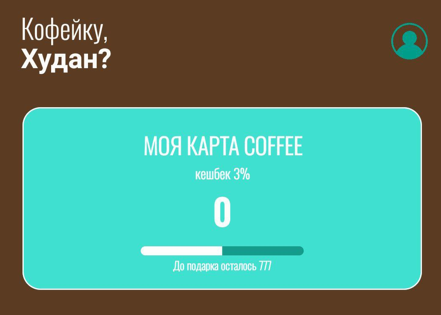 Кофейку,
Худан?
МОЯ КАРТА COFFEE
кешбек 3%
0
До подарка осталось 777